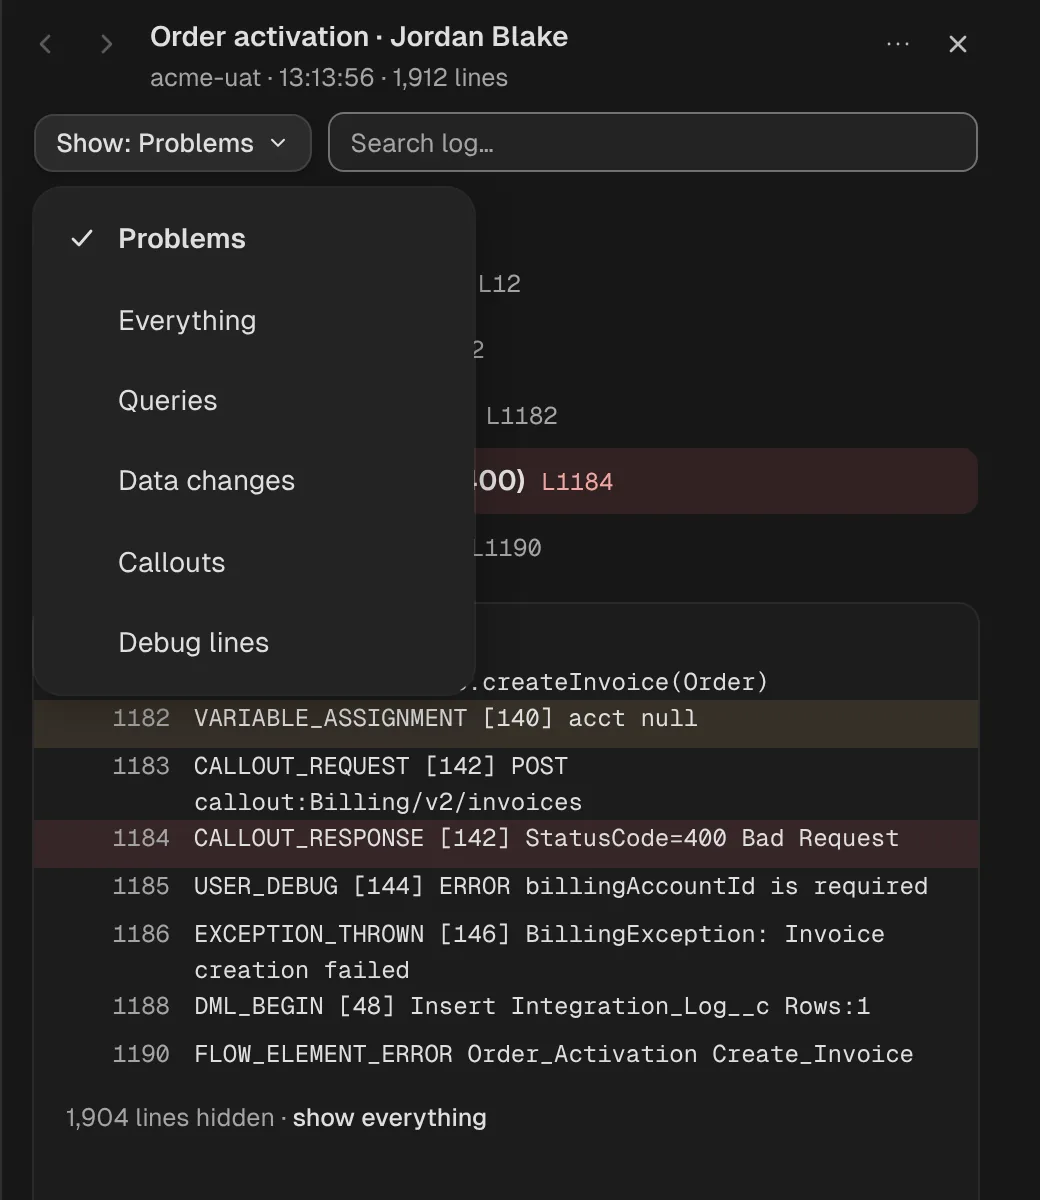 Order activation · Jordan Blake
acme-uat · 13:13:56 · 1,912 lines
Show: Problems
Search log…
Problems
Everything
Queries
Data changes
Callouts
Debug lines
L12
2
L1182
00) L1184
L1190
.createInvoice(Order)
1182 VARIABLE_ASSIGNMENT [140] acct null
1183 CALLOUT_REQUEST [142] POST
callout:Billing/v2/invoices
1184 CALLOUT_RESPONSE [142] StatusCode=400 Bad Request
1185 USER_DEBUG [144] ERROR billingAccountId is required
1186 EXCEPTION_THROWN [146] BillingException: Invoice
creation failed
1188 DML_BEGIN [48] Insert Integration_Log__c Rows:1
1190 FLOW_ELEMENT_ERROR Order_Activation Create_Invoice
1,904 lines hidden · show everything